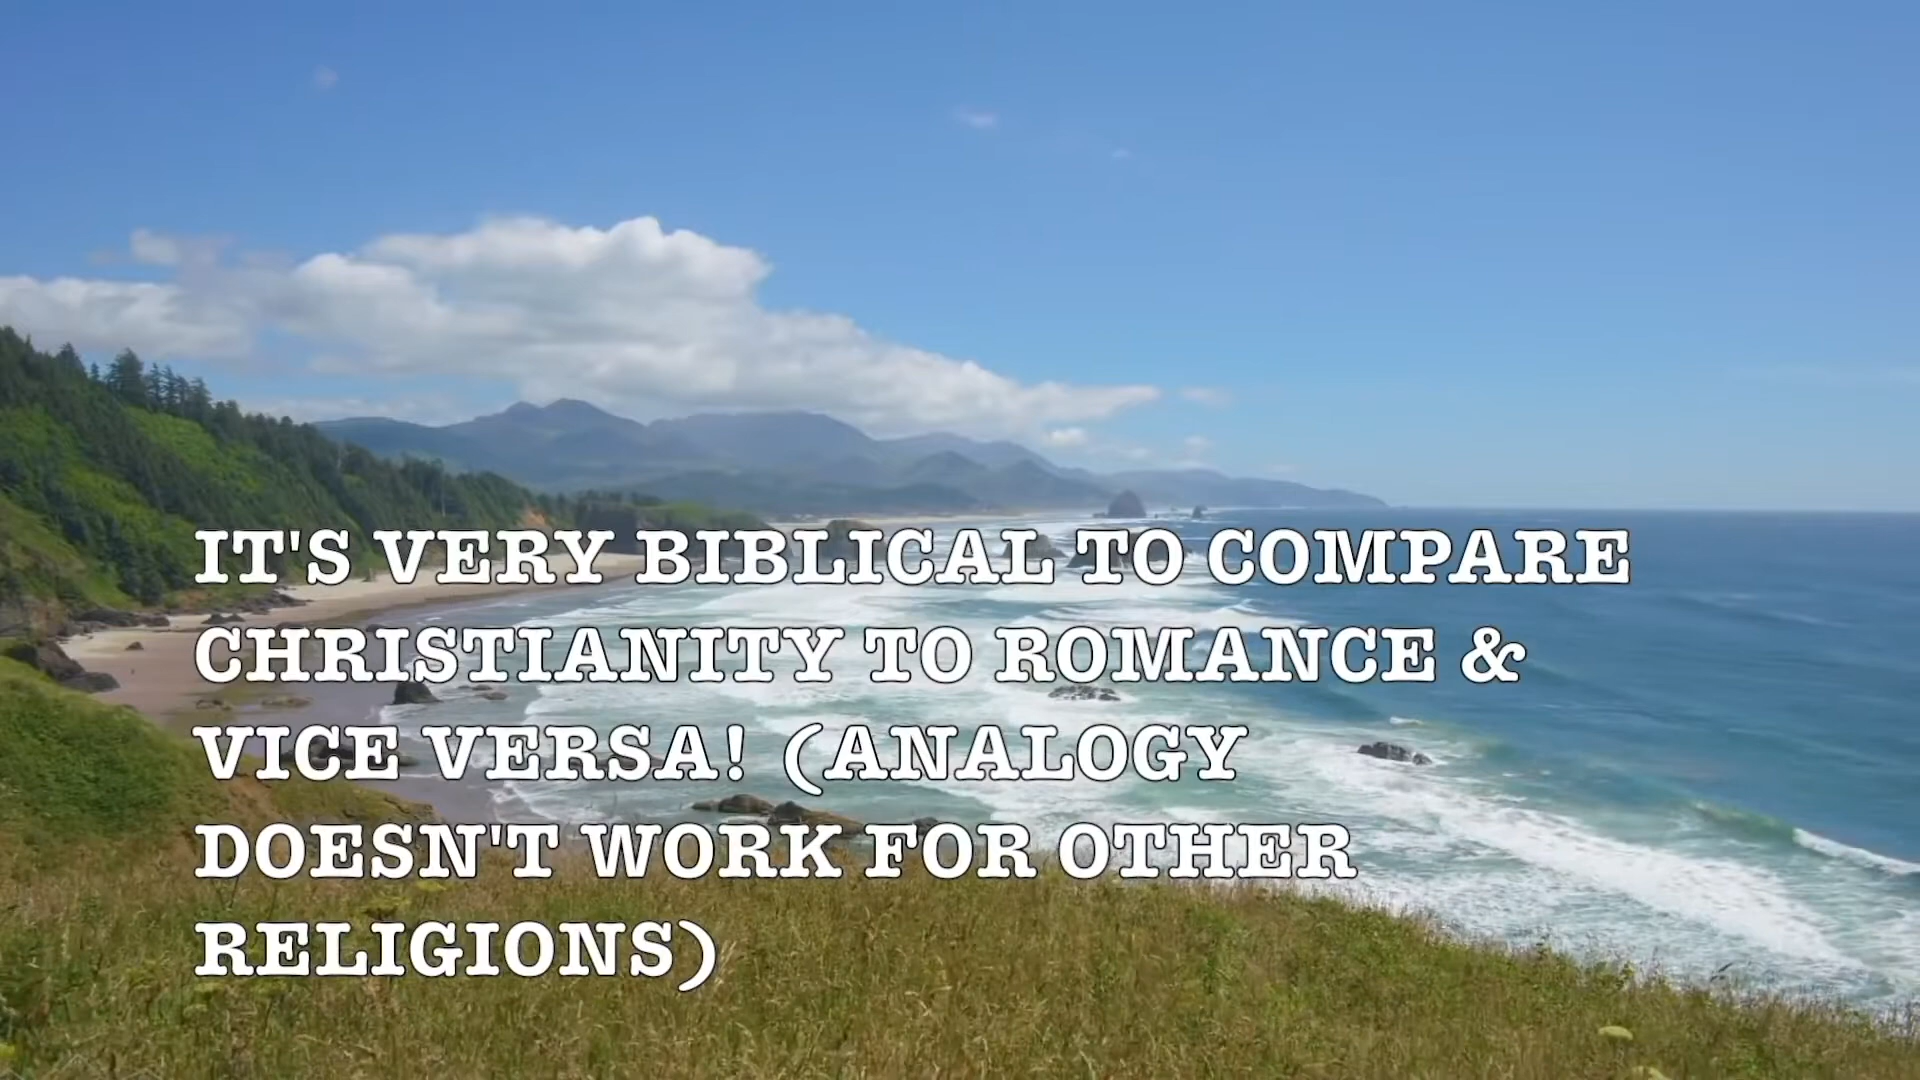 IT'S VERY BIBLICAL TO COMPARE
CHRISTIANITY TO ROMANCE &
VICE VERSA! (ANALOGY
DOESN'T WORK FOR OTHER
RELIGIONS)